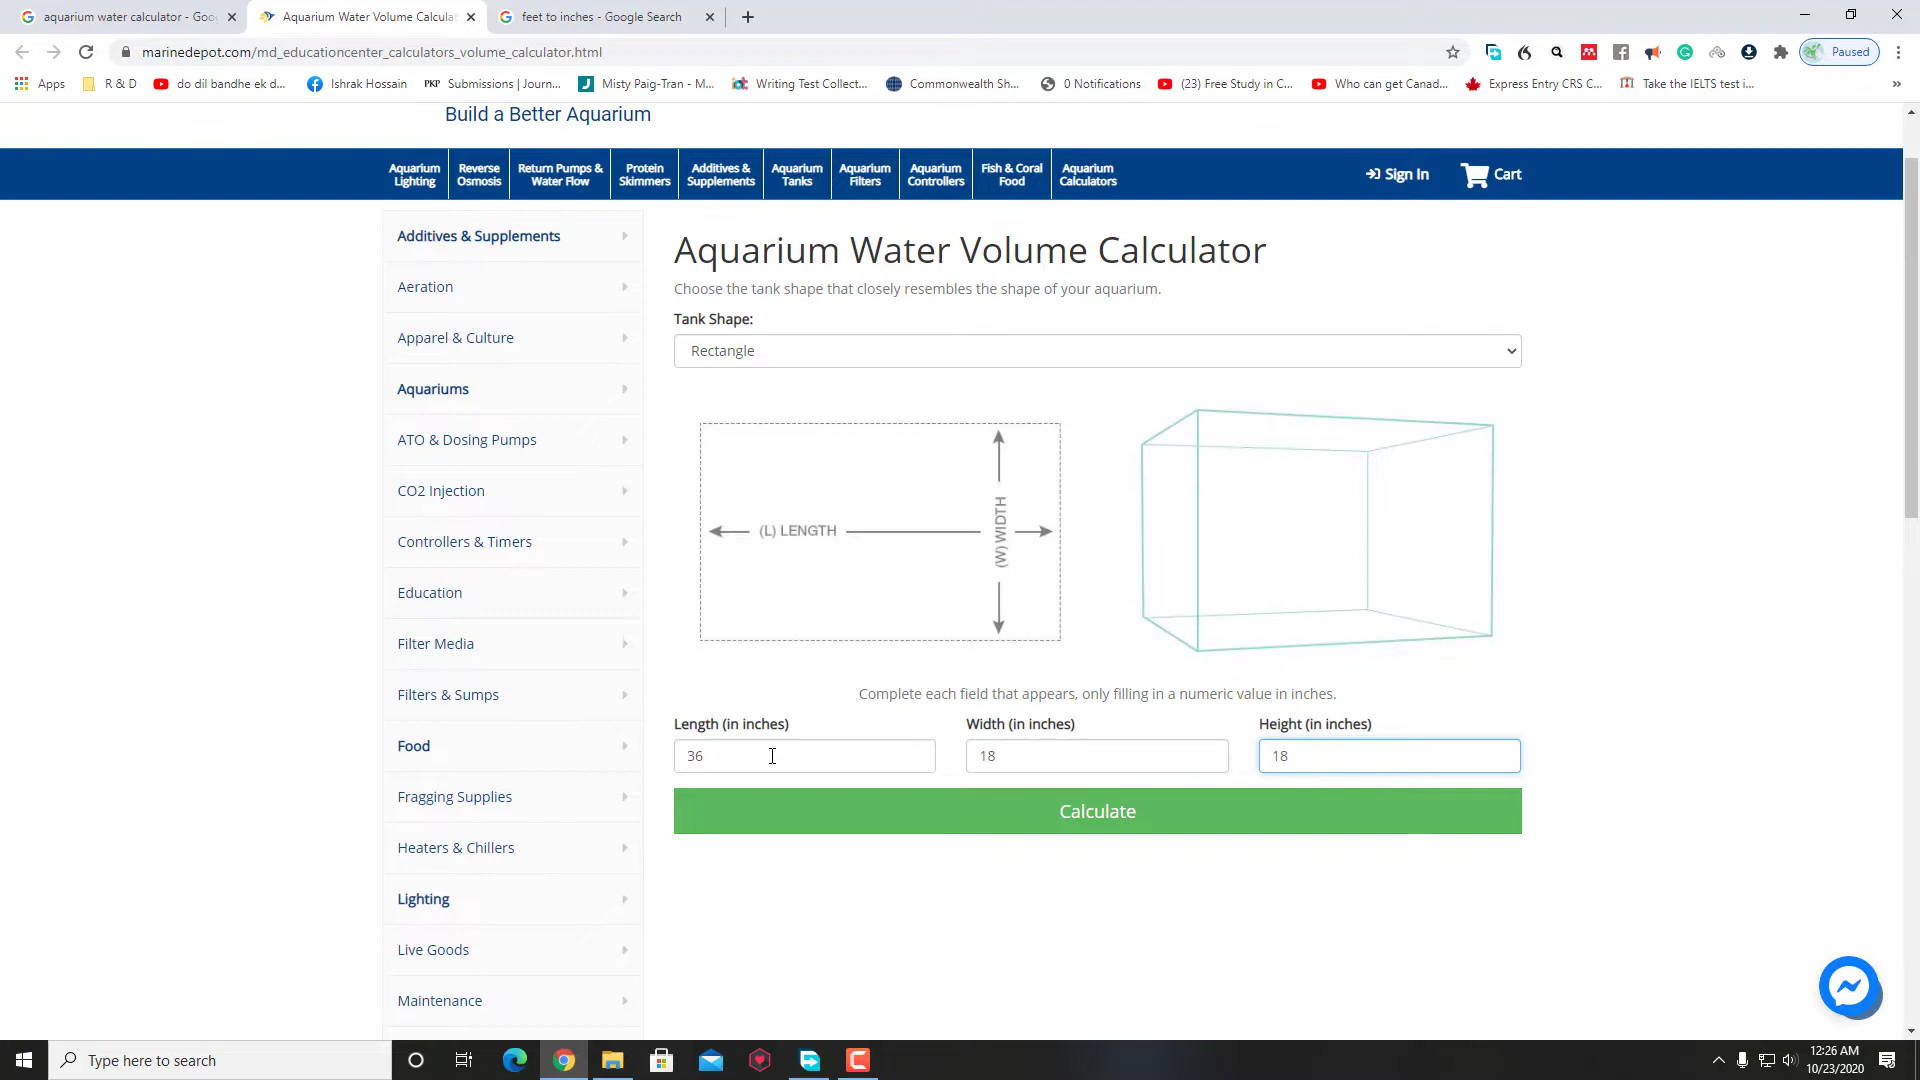 aquarium water calculator - Goo
Aquarium Water Volume Calculat
feet to inches - Google Search
marinedepot.com/md_educationcenter_calculators_volume_calculator.html
Paused
Apps
R & D
do dil bandhe ek d...
Ishrak Hossain
PKP Submissions | Journ...
Misty Paig-Tran - M...
Writing Test Collect...
Commonwealth Sh...
0 Notifications
(23) Free Study in C...
Who can get Canad...
Express Entry CRS C...
Take the IELTS test i...
Build a Better Aquarium
Aquarium Lighting
Reverse Osmosis
Return Pumps & Water Flow
Protein Skimmers
Additives & Supplements
Aquarium Tanks
Aquarium Filters
Aquarium Controllers
Fish & Coral Food
Aquarium Calculators
Sign In
Cart
Additives & Supplements
Aeration
Apparel & Culture
Aquariums
ATO & Dosing Pumps
CO2 Injection
Controllers & Timers
Education
Filter Media
Filters & Sumps
Food
Fragging Supplies
Heaters & Chillers
Lighting
Live Goods
Maintenance
Aquarium Water Volume Calculator
Choose the tank shape that closely resembles the shape of your aquarium.
Tank Shape:
Rectangle
(L) LENGTH
(W) WIDTH
Complete each field that appears, only filling in a numeric value in inches.
Length (in inches)
Width (in inches)
Height (in inches)
36
18
18
Calculate
Type here to search
12:26 AM
10/23/2020